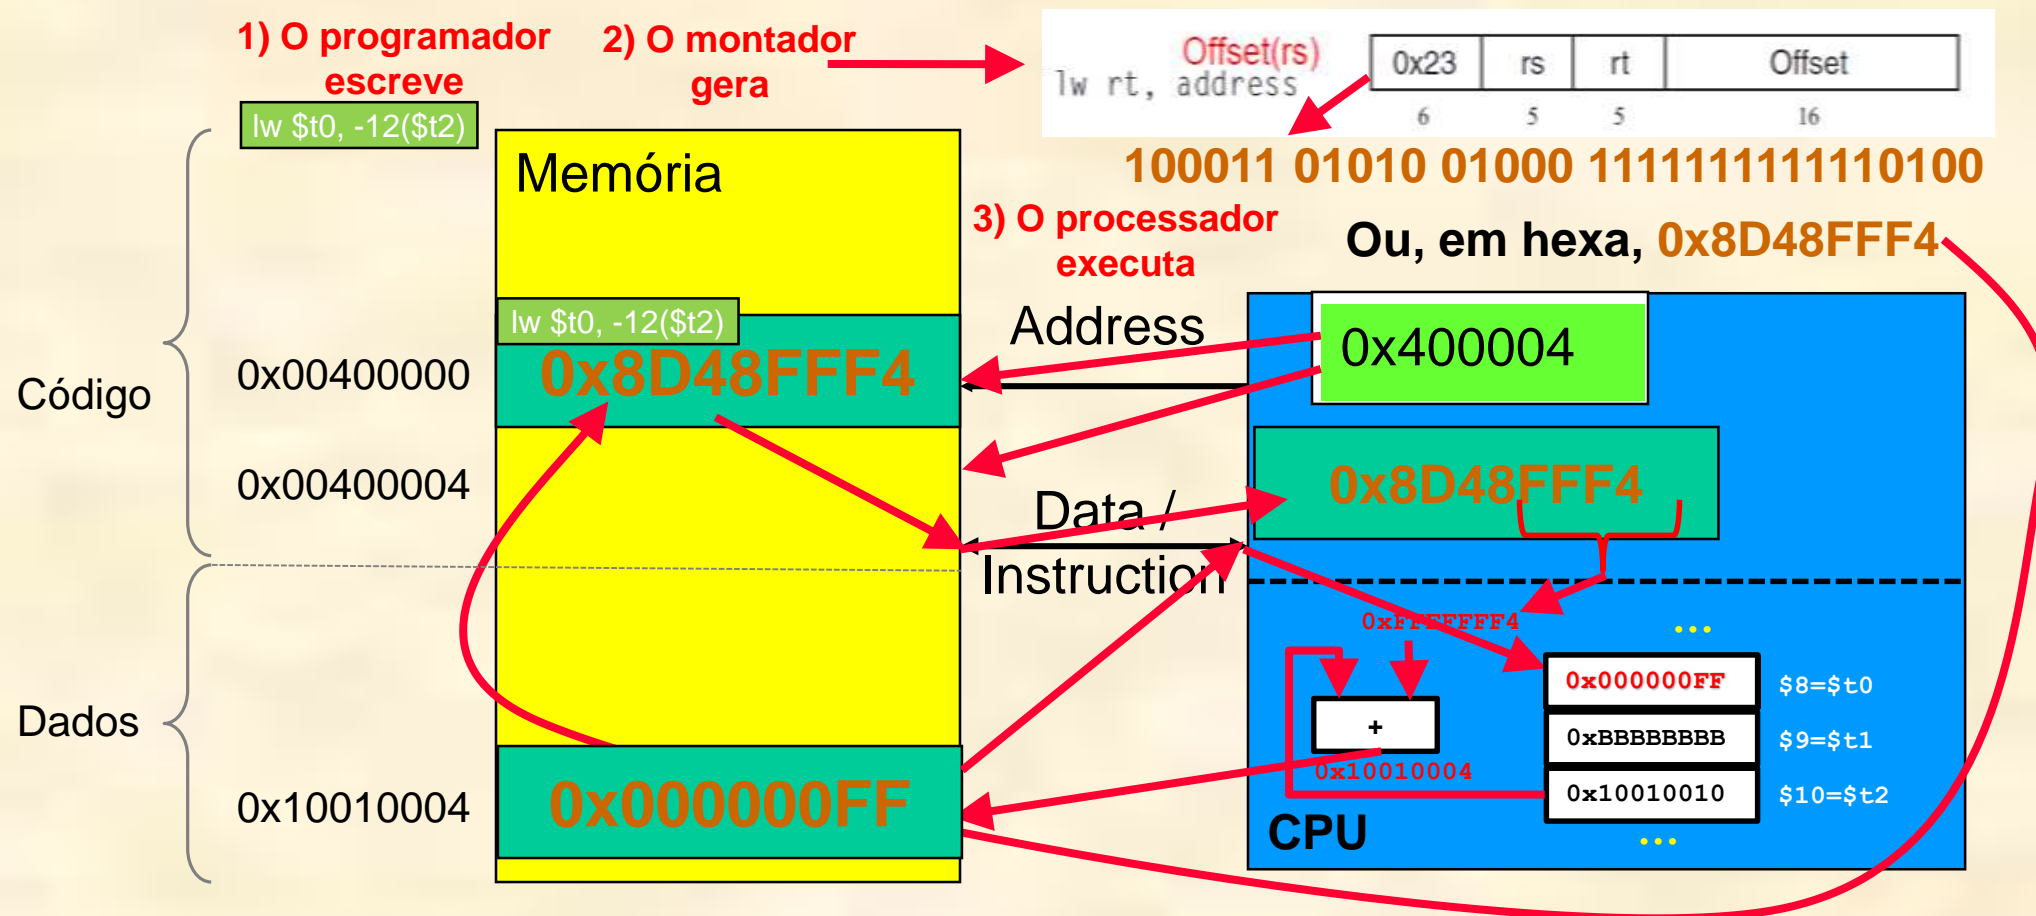 1) O programador
escreve
lw $t0, -12($t2)
2) O montador
gera
Offset(rs)
lw rt, address
0x23 rs rt Offset
6 5 5 16
100011 01010 01000 1111111111110100
Ou, em hexa, 0x8D48FFF4
3) O processador
executa
Memória
lw $t0, -12($t2)
Código
0x00400000
0x8D48FFF4
0x00400004
Address
0x400004
0x8D48FFF4
Data /
Instruction
0xFFFFFFF4
...
0x000000FF $8=$t0
+
0xBBBBBBBB $9=$t1
0x10010004
0x10010010 $10=$t2
...
CPU
Dados
0x10010004
0x000000FF